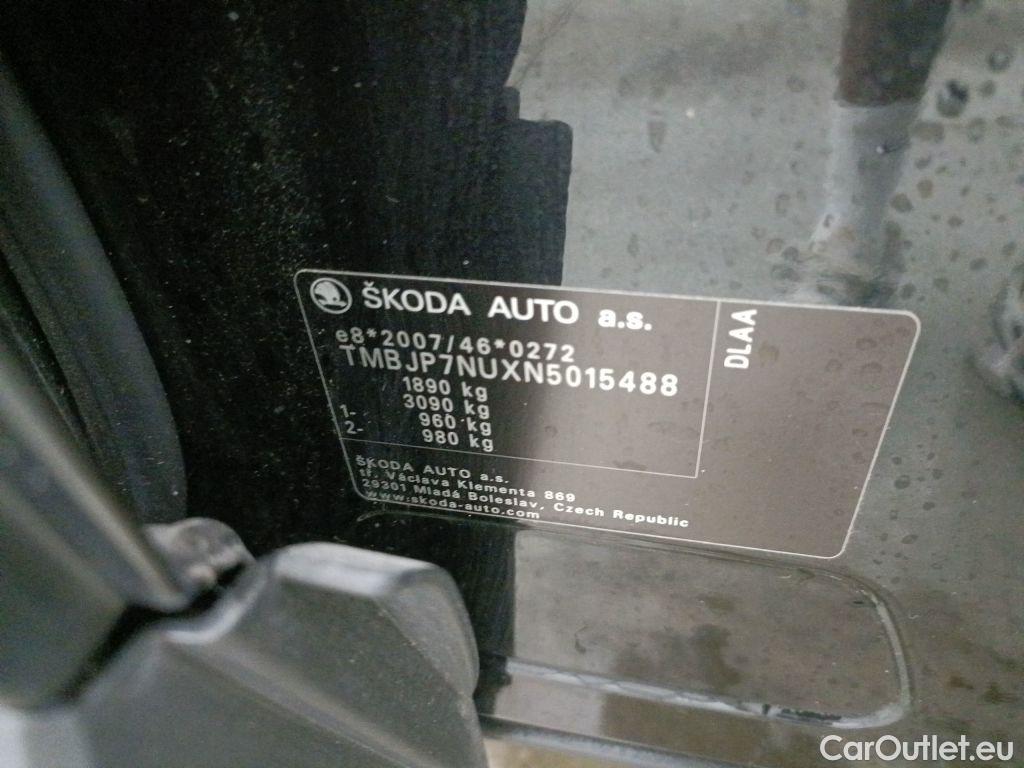 ŠKODA AUTO a.s.
e8*2007/46*0272
TMBJP7NUXN5015488
1890 kg
3090 kg
1- 960 kg
2- 980 kg
ŠKODA AUTO a.s.
tř. Václava Klementa 869
29301 Mladá Boleslav, Czech Republic
www.skoda-auto.com
DLAA
CarOutlet.eu